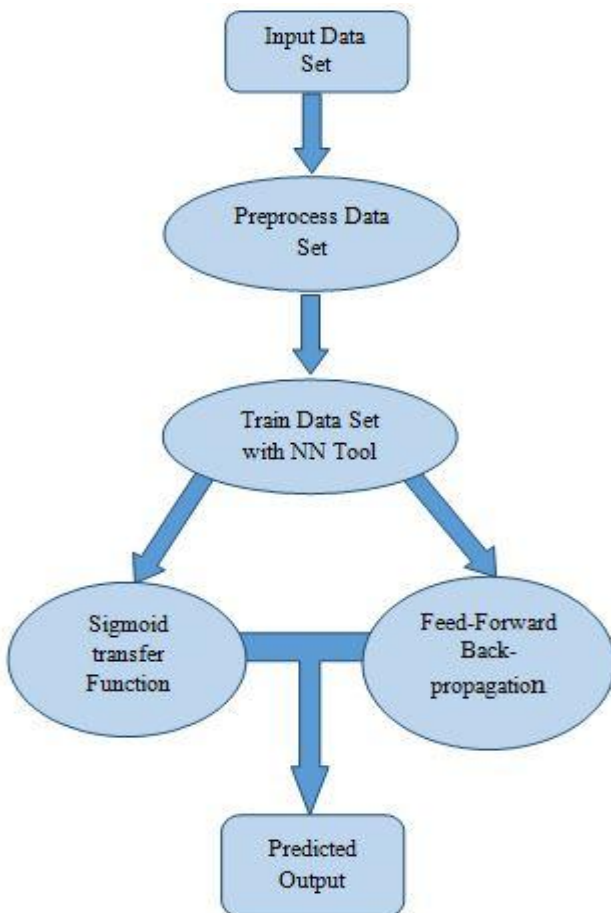 Input Data
Set
Preprocess Data
Set
Train Data Set
with NN Tool
Sigmoid
transfer
Function
Feed-Forward
Back-
propagation
Predicted
Output